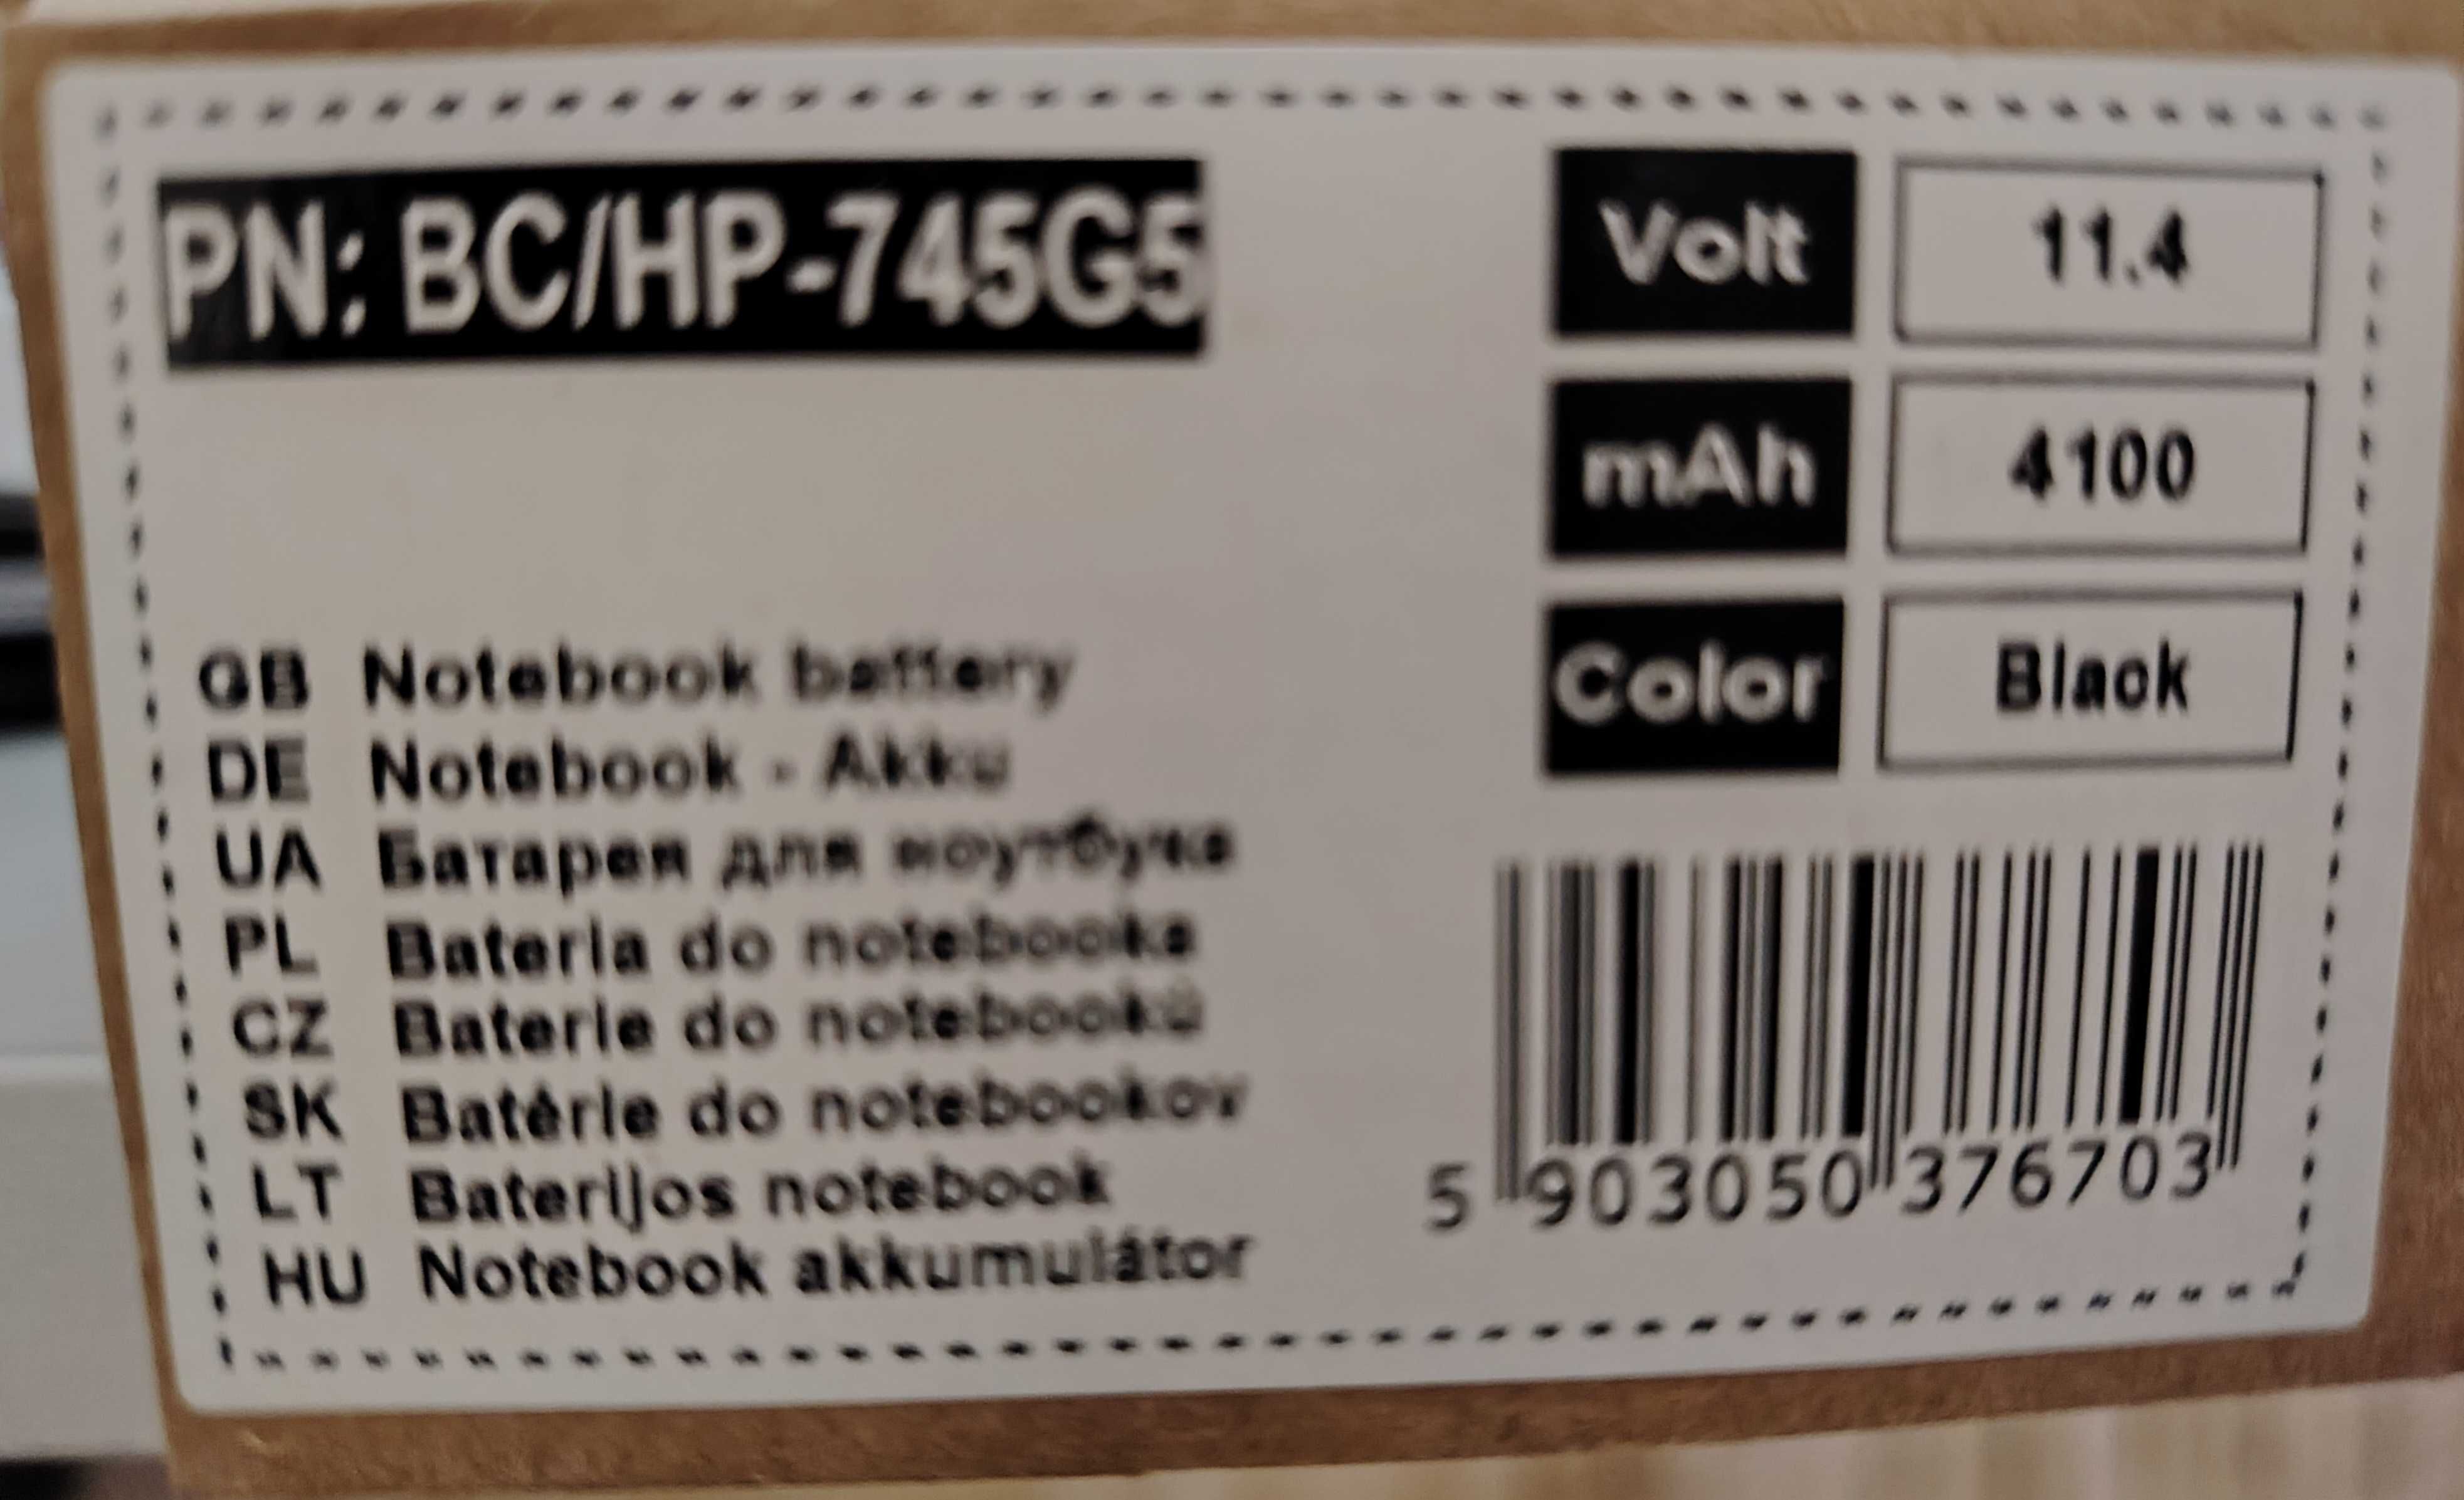 PN: BC/HP-745G5
Volt 11.4
mAh 4100
Color Black
GB Notebook battery
DE Notebook - Akku
UA Батарея для ноутбука
PL Bateria do notebooka
CZ Baterie do notebooků
SK Batérie do notebookov
LT Baterijos notebook
HU Notebook akkumulátor
5 903050 376703